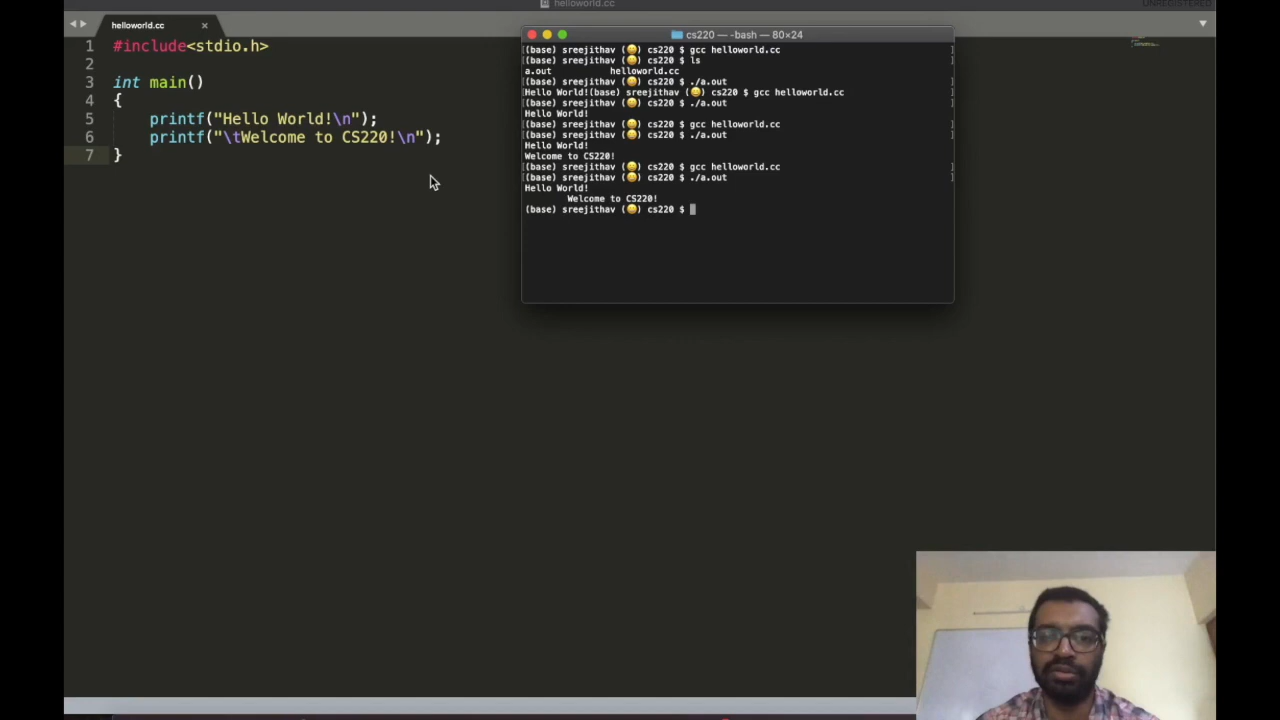 helloworld.cc
UNREGISTERED
helloworld.cc ×
1 #include<stdio.h>
2
3 int main()
4 {
5 printf("Hello World!\n");
6 printf("\tWelcome to CS220!\n");
7 }
cs220 — -bash — 80×24
[(base) sreejithav (😀) cs220 $ gcc helloworld.cc ]
[(base) sreejithav (😀) cs220 $ ls ]
a.out helloworld.cc
[(base) sreejithav (😀) cs220 $ ./a.out ]
Hello World!(base) sreejithav (😀) cs220 $ gcc helloworld.cc ]
[(base) sreejithav (😀) cs220 $ ./a.out ]
Hello World!
[(base) sreejithav (😀) cs220 $ gcc helloworld.cc ]
[(base) sreejithav (😀) cs220 $ ./a.out ]
Hello World!
Welcome to CS220!
[(base) sreejithav (😀) cs220 $ gcc helloworld.cc ]
[(base) sreejithav (😀) cs220 $ ./a.out ]
Hello World!
Welcome to CS220!
(base) sreejithav (😀) cs220 $